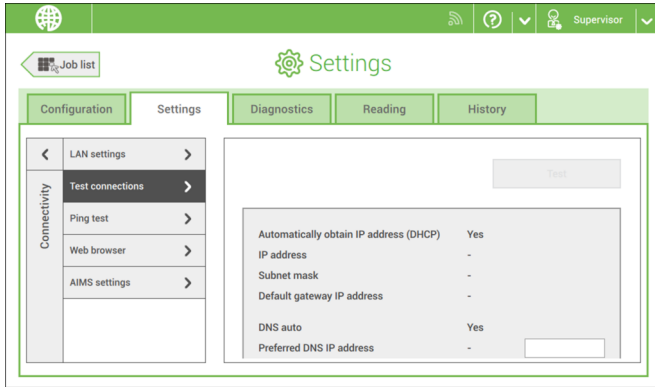 Supervisor
Job list
Settings
Configuration
Settings
Diagnostics
Reading
History
Connectivity
LAN settings
Test connections
Ping test
Web browser
AIMS settings
Test
Automatically obtain IP address (DHCP) Yes
IP address -
Subnet mask -
Default gateway IP address -
DNS auto Yes
Preferred DNS IP address -